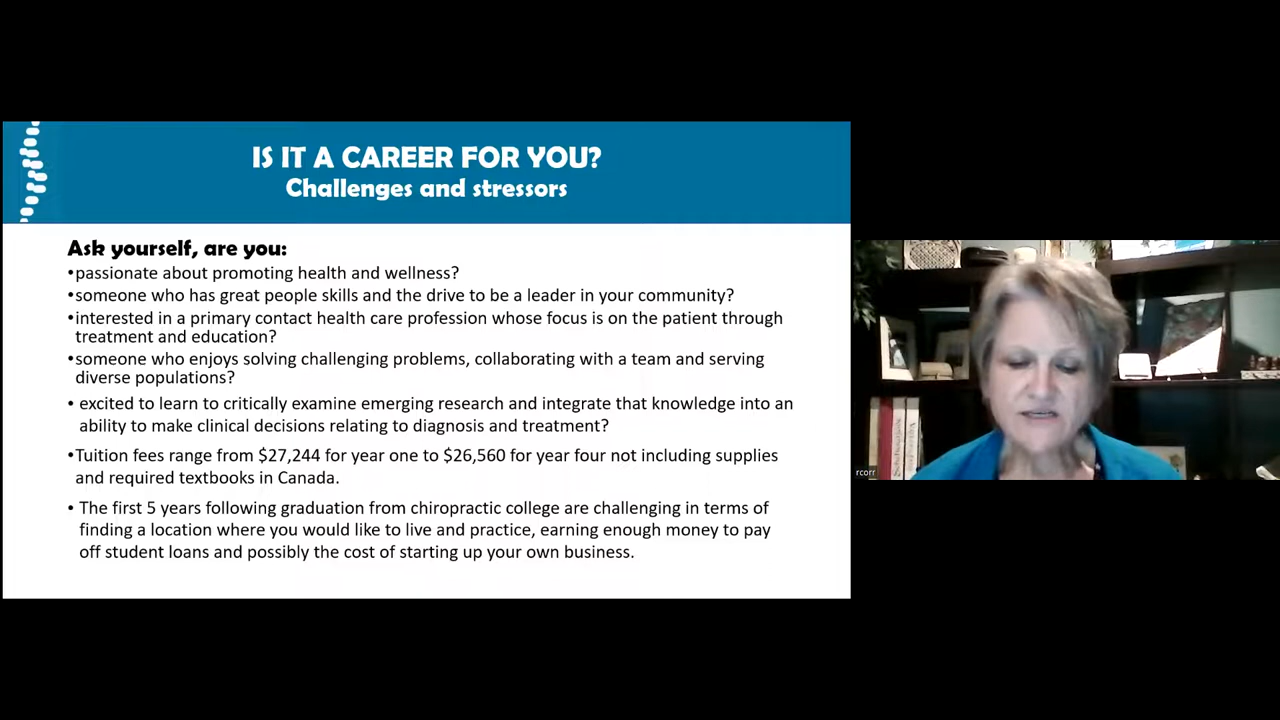 IS IT A CAREER FOR YOU?
Challenges and stressors
Ask yourself, are you:
•passionate about promoting health and wellness?
•someone who has great people skills and the drive to be a leader in your community?
•interested in a primary contact health care profession whose focus is on the patient through
treatment and education?
•someone who enjoys solving challenging problems, collaborating with a team and serving
diverse populations?
• excited to learn to critically examine emerging research and integrate that knowledge into an
ability to make clinical decisions relating to diagnosis and treatment?
•Tuition fees range from $27,244 for year one to $26,560 for year four not including supplies
and required textbooks in Canada.
• The first 5 years following graduation from chiropractic college are challenging in terms of
finding a location where you would like to live and practice, earning enough money to pay
off student loans and possibly the cost of starting up your own business.
rcorr